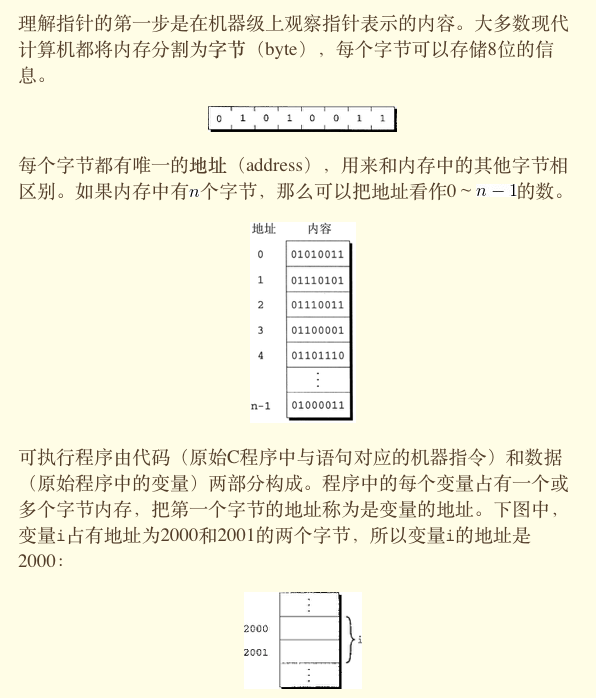 理解指针的第一步是在机器级上观察指针表示的内容。大多数现代
计算机都将内存分割为字节（byte），每个字节可以存储8位的信
息。
0 1 0 1 0 0 1 1
每个字节都有唯一的地址（address），用来和内存中的其他字节相
区别。如果内存中有n个字节，那么可以把地址看作0 ~ n − 1的数。
地址 内容
0 01010011
1 01110101
2 01110011
3 01100001
4 01101110
⋮
n-1 01000011
可执行程序由代码（原始C程序中与语句对应的机器指令）和数据
（原始程序中的变量）两部分构成。程序中的每个变量占有一个或
多个字节内存，把第一个字节的地址称为是变量的地址。下图中，
变量i占有地址为2000和2001的两个字节，所以变量i的地址是
2000：
⋮
2000
i
2001
⋮